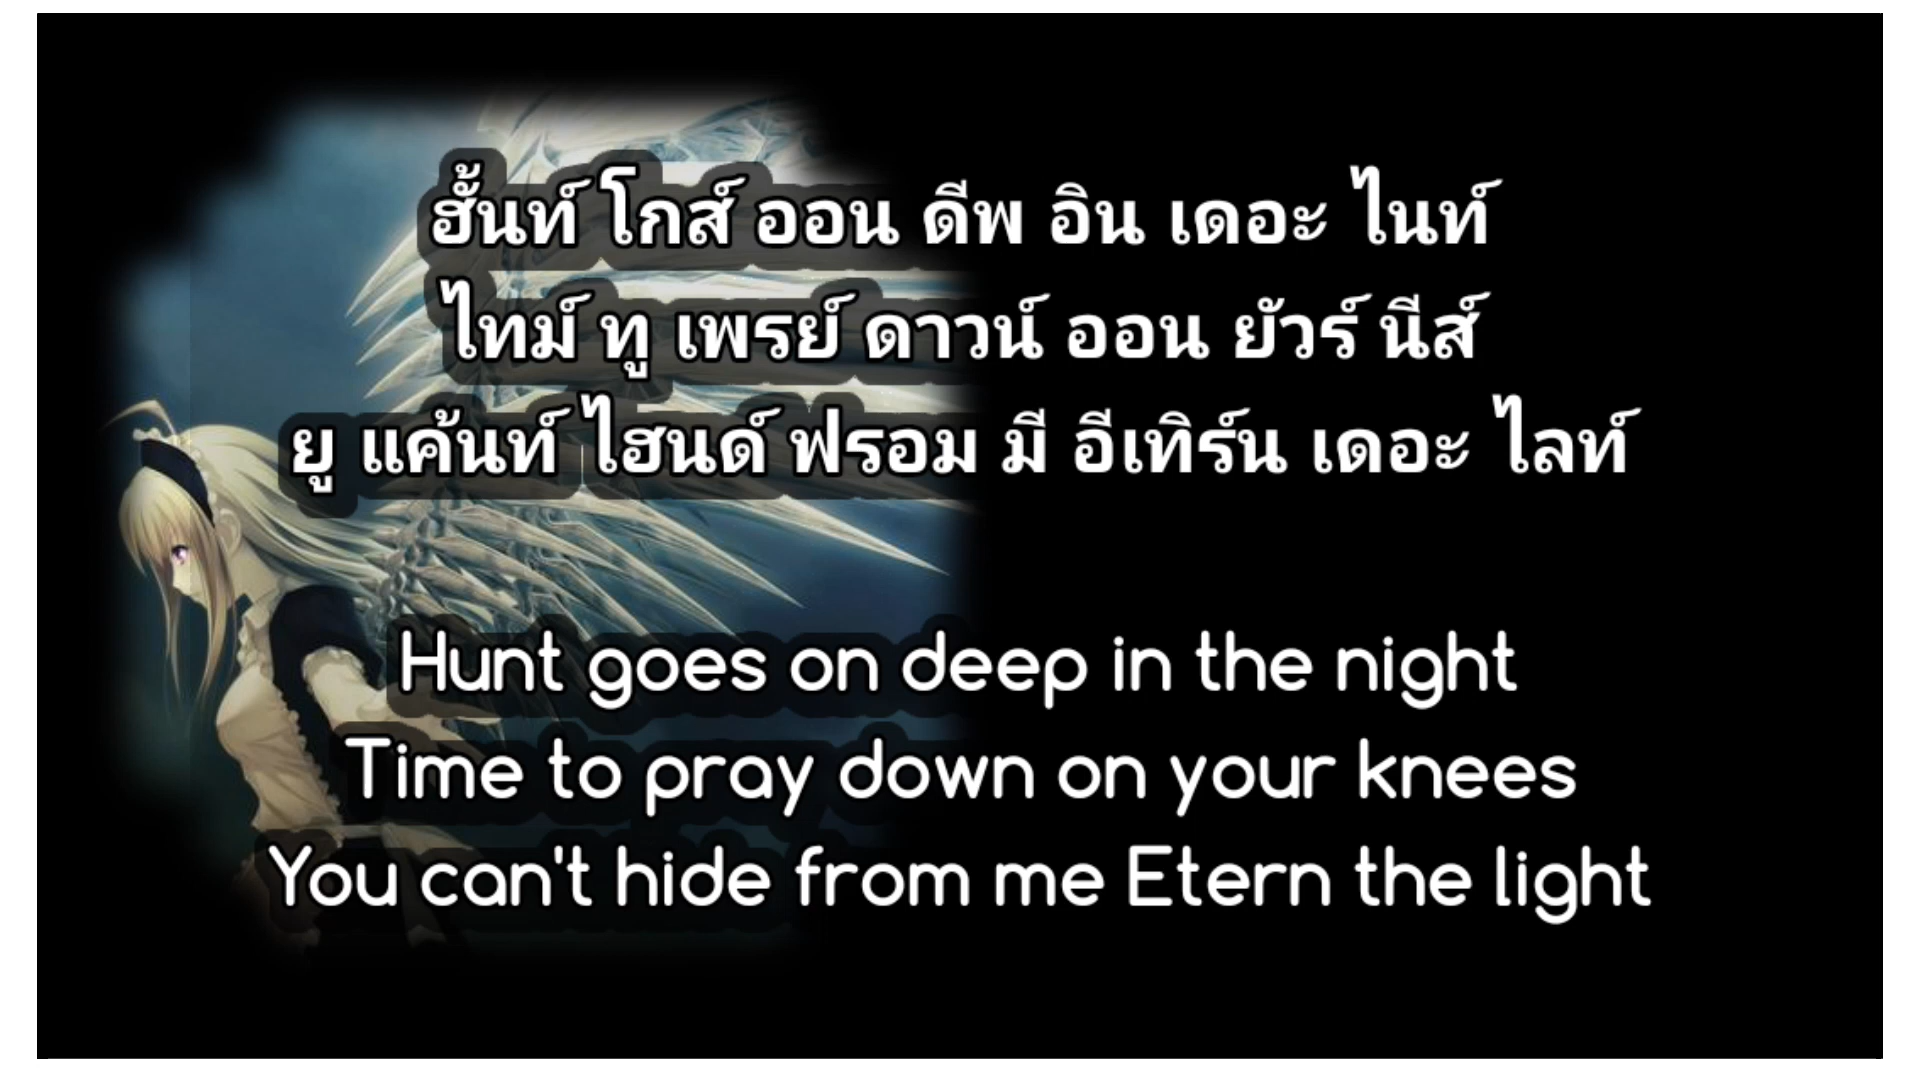 ฮั้นท์ โกส์ ออน ดีพ อิน เดอะ ไนท์
ไทม์ ทู เพรย์ ดาวน์ ออน ยัวร์ นีส์
ยู แค้นท์ ไฮนด์ ฟรอม มี อีเทิร์น เดอะ ไลท์
Hunt goes on deep in the night
Time to pray down on your knees
You can't hide from me Etern the light